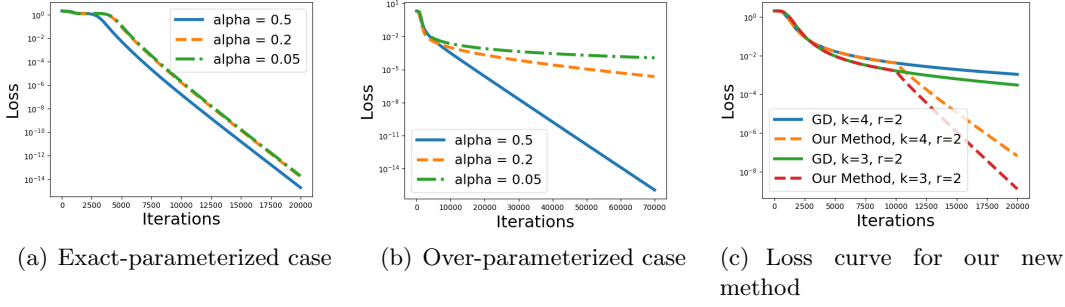 10^0
10^-2
10^-4
10^-6
10^-8
10^-10
10^-12
10^-14
Loss
alpha = 0.5
alpha = 0.2
alpha = 0.05
0 2500 5000 7500 10000 12500 15000 17500 20000
Iterations
(a) Exact-parameterized case
10^1
10^-2
10^-5
10^-8
10^-11
10^-14
Loss
alpha = 0.5
alpha = 0.2
alpha = 0.05
0 10000 20000 30000 40000 50000 60000 70000
Iterations
(b) Over-parameterized case
10^0
10^-2
10^-4
10^-6
10^-8
Loss
GD, k=4, r=2
Our Method, k=4, r=2
GD, k=3, r=2
Our Method, k=3, r=2
0 2500 5000 7500 10000 12500 15000 17500 20000
Iterations
(c) Loss curve for our new
method